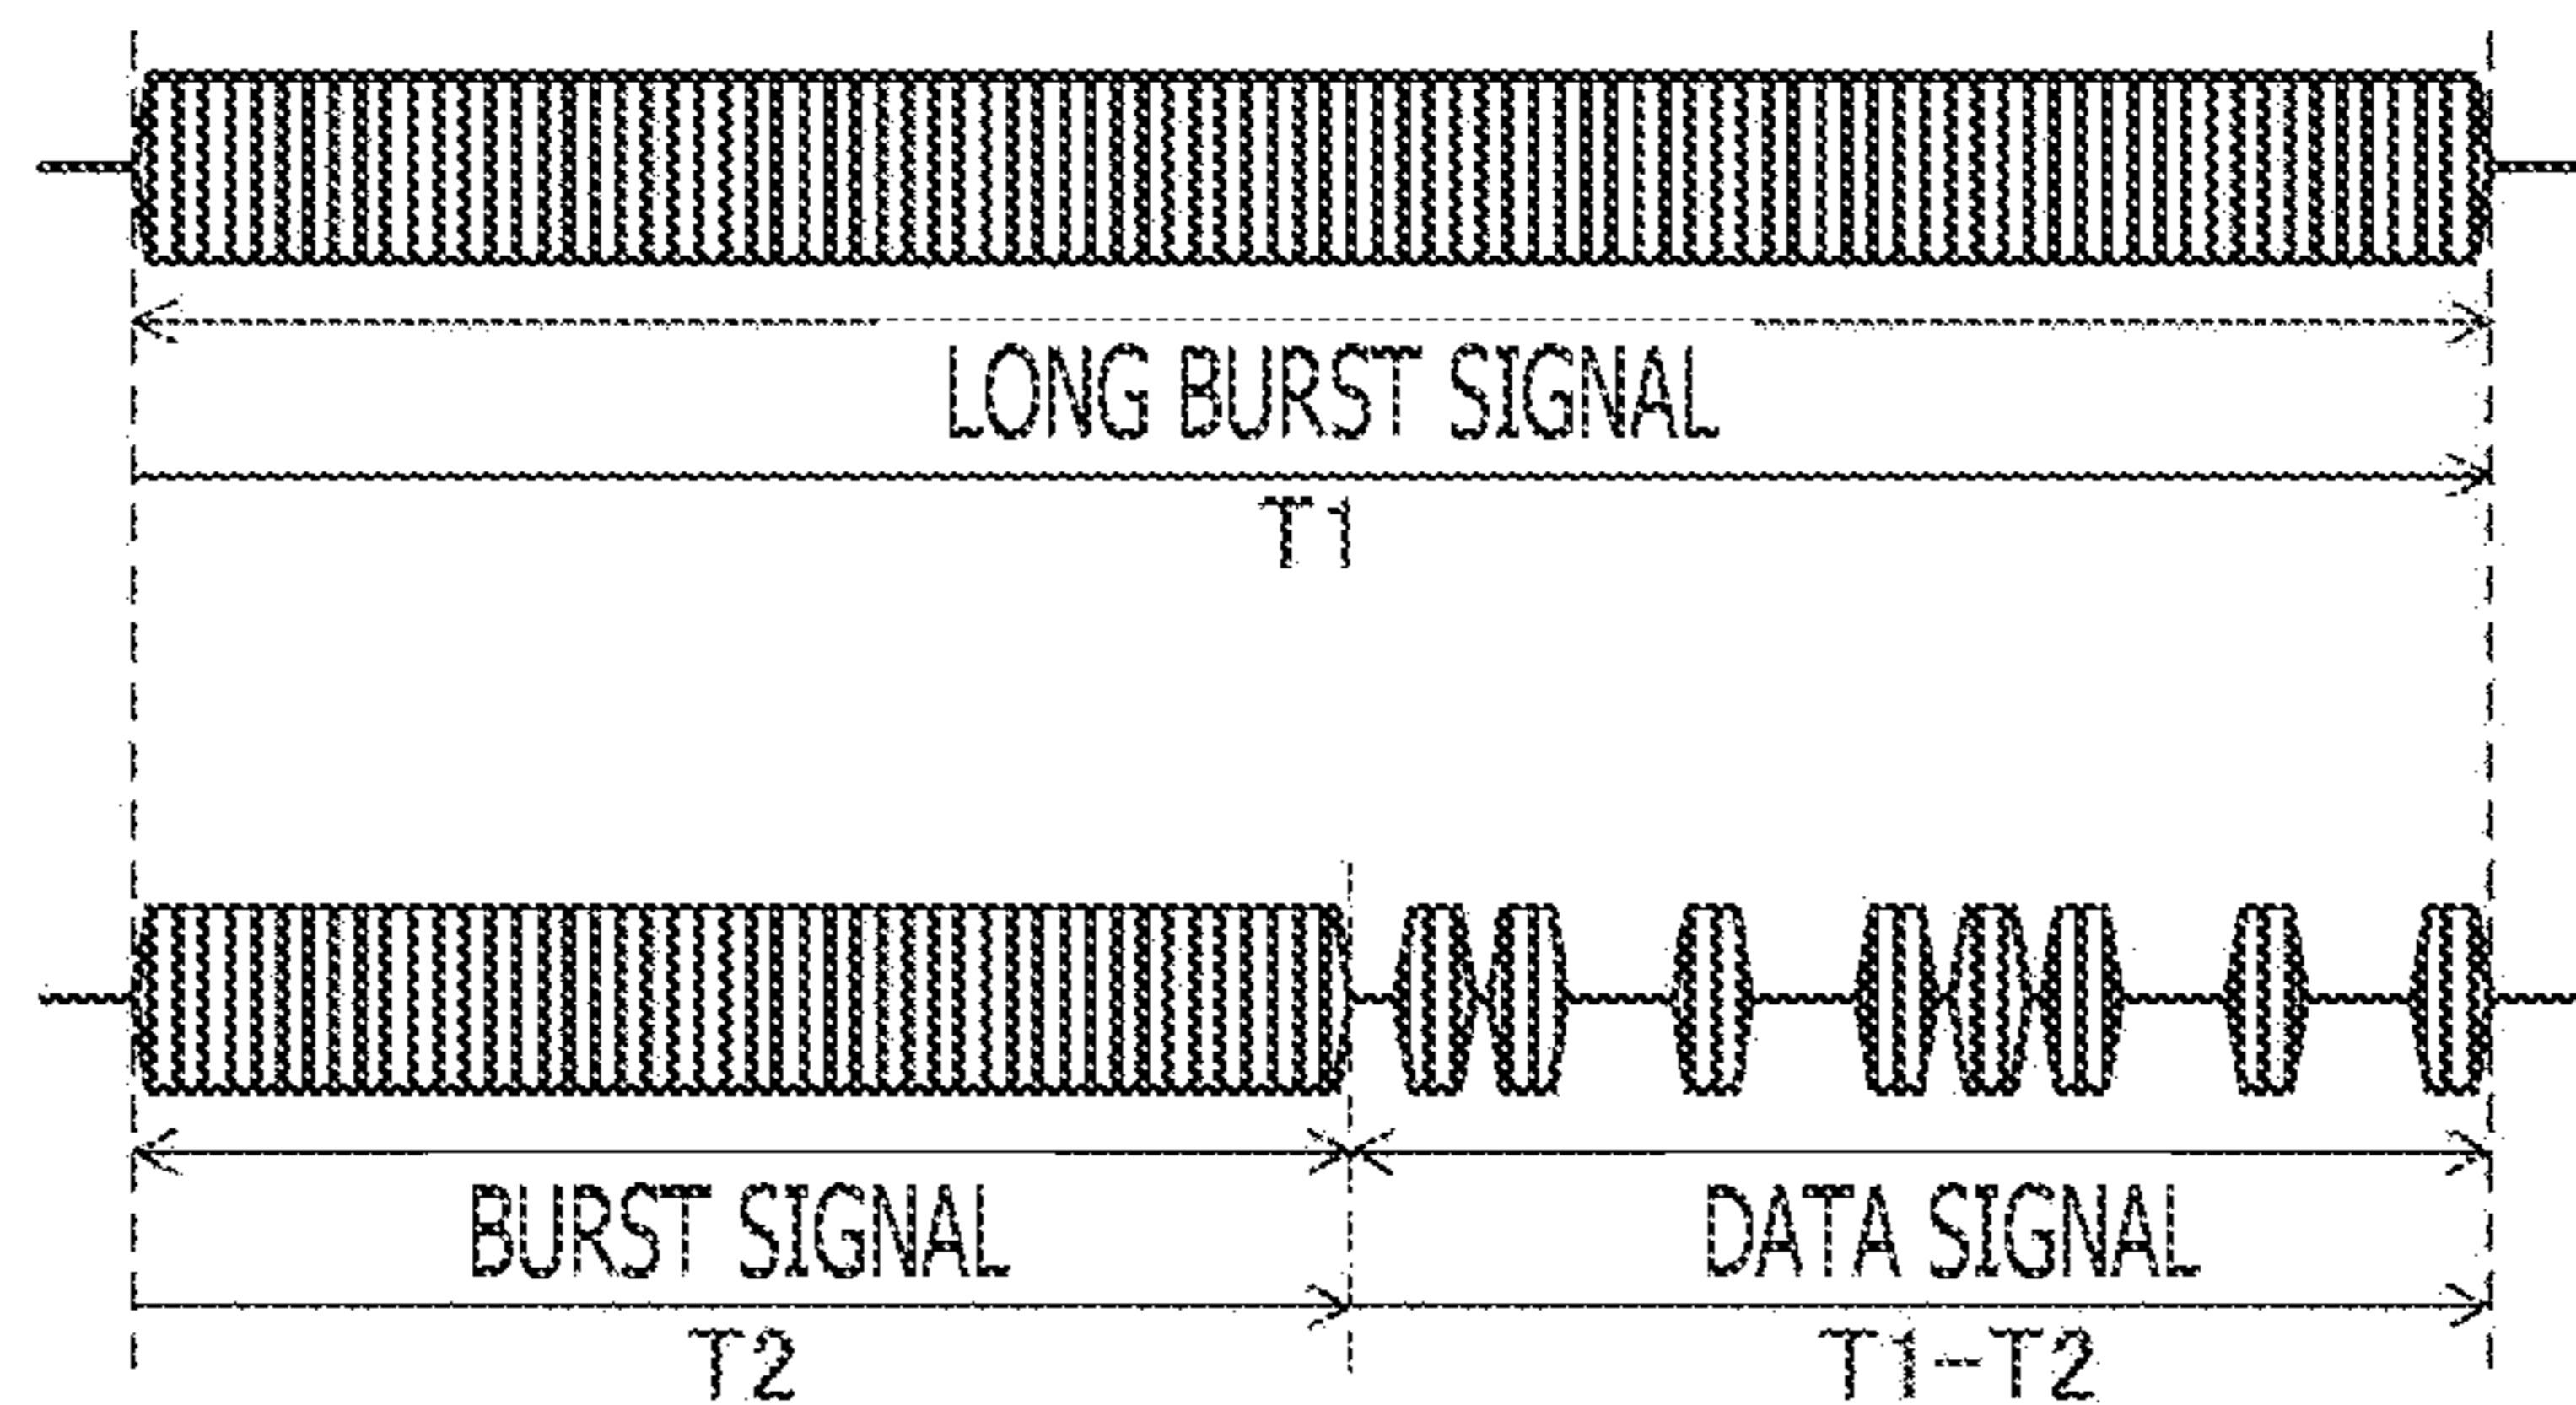 LONG BURST SIGNAL
T1
BURST SIGNAL
DATA SIGNAL
T2
T1-T2